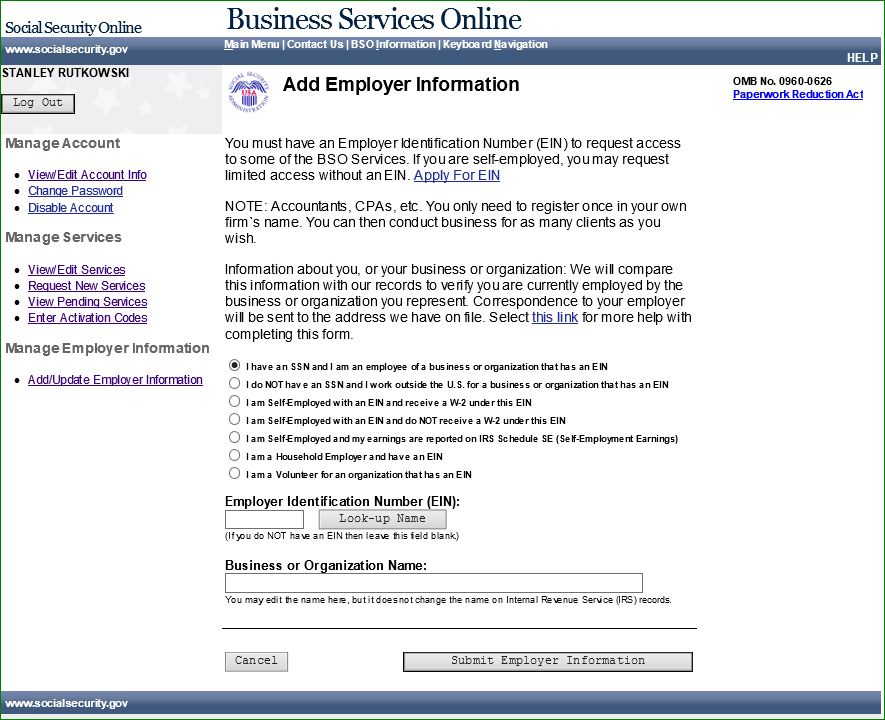 Social Security Online
Business Services Online
www.socialsecurity.gov
Main Menu | Contact Us | BSO Information | Keyboard Navigation
HELP
STANLEY RUTKOWSKI
Log Out
SOCIAL SECURITY
USA
ADMINISTRATION
Add Employer Information
OMB No. 0960-0626
Paperwork Reduction Act
Manage Account
View/Edit Account Info
Change Password
Disable Account
Manage Services
View/Edit Services
Request New Services
View Pending Services
Enter Activation Codes
Manage Employer Information
Add/Update Employer Information
You must have an Employer Identification Number (EIN) to request access
to some of the BSO Services. If you are self-employed, you may request
limited access without an EIN. Apply For EIN
NOTE: Accountants, CPAs, etc. You only need to register once in your own
firm`s name. You can then conduct business for as many clients as you
wish.
Information about you, or your business or organization: We will compare
this information with our records to verify you are currently employed by the
business or organization you represent. Correspondence to your employer
will be sent to the address we have on file. Select this link for more help with
completing this form.
I have an SSN and I am an employee of a business or organization that has an EIN
I do NOT have an SSN and I work outside the U.S. for a business or organization that has an EIN
I am Self-Employed with an EIN and receive a W-2 under this EIN
I am Self-Employed with an EIN and do NOT receive a W-2 under this EIN
I am Self-Employed and my earnings are reported on IRS Schedule SE (Self-Employment Earnings)
I am a Household Employer and have an EIN
I am a Volunteer for an organization that has an EIN
Employer Identification Number (EIN):
Look-up Name
(If you do NOT have an EIN then leave this field blank.)
Business or Organization Name:
You may edit the name here, but it does not change the name on Internal Revenue Service (IRS) records.
Cancel
Submit Employer Information
www.socialsecurity.gov